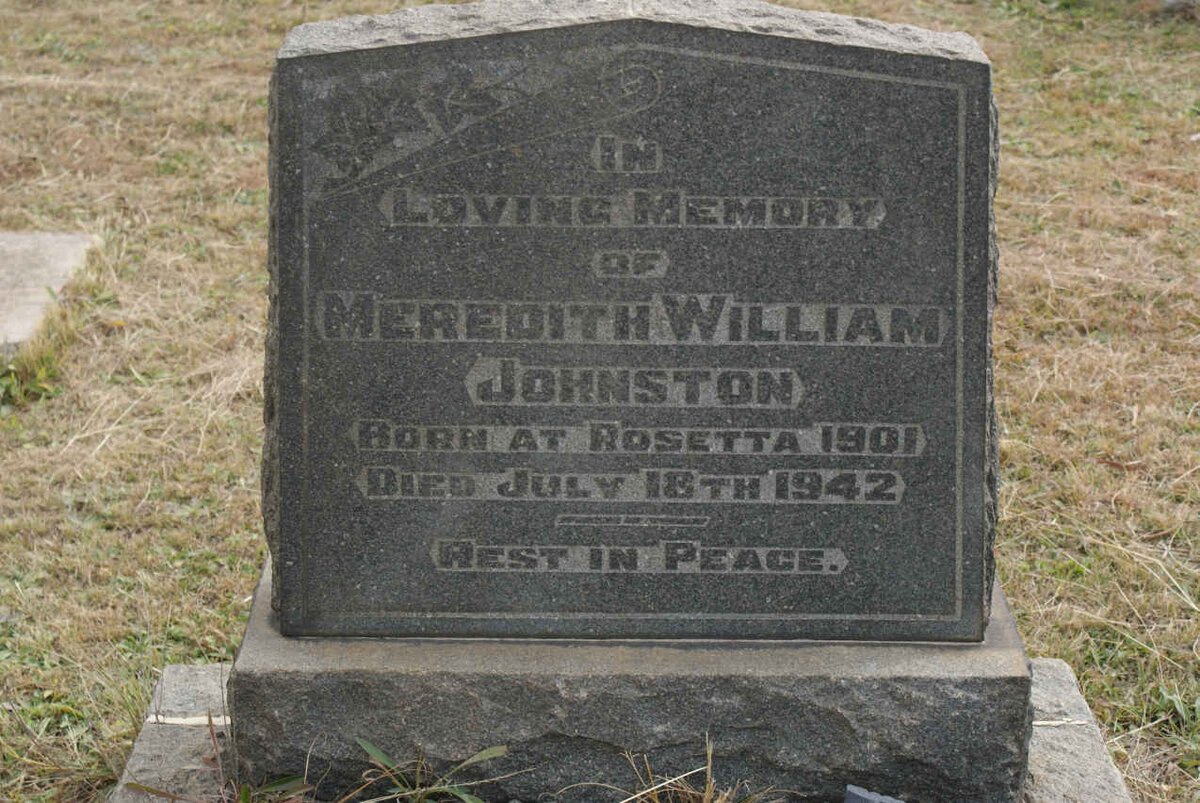 IN
LOVING MEMORY
OF
MEREDITH WILLIAM
JOHNSTON
BORN AT ROSETTA 1901
DIED JULY 18TH 1942
REST IN PEACE.